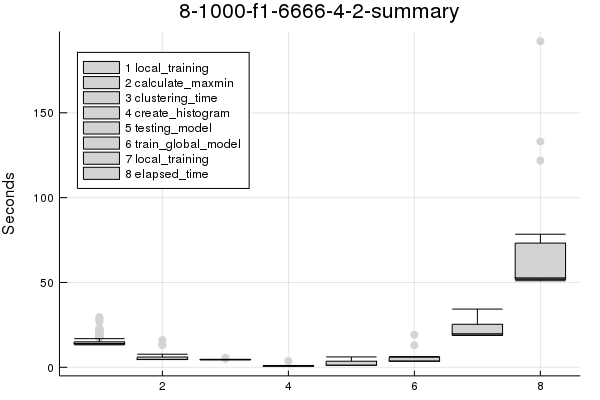 8-1000-f1-6666-4-2-summary
Seconds
150
100
50
0
1 local_training
2 calculate_maxmin
3 clustering_time
4 create_histogram
5 testing_model
6 train_global_model
7 local_training
8 elapsed_time
2 4 6 8